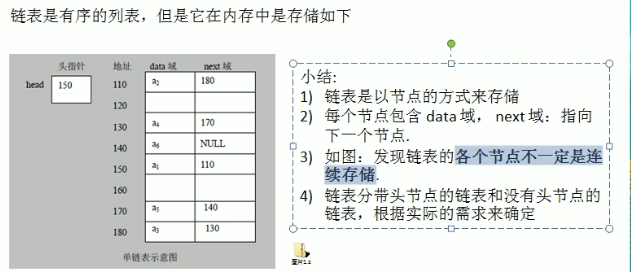 链表是有序的列表，但是它在内存中是存储如下
头指针 地址 data 域 next 域
head 150 110 a₂ 180
120
130 a₄ 170
140 a₆ NULL
150 a₁ 110
160
170 a₅ 140
180 a₃ 130
单链表示意图
小结:
1) 链表是以节点的方式来存储
2) 每个节点包含 data 域， next 域：指向
下一个节点.
3) 如图：发现链表的各个节点不一定是连
续存储.
4) 链表分带头节点的链表和没有头节点的
链表，根据实际的需求来确定